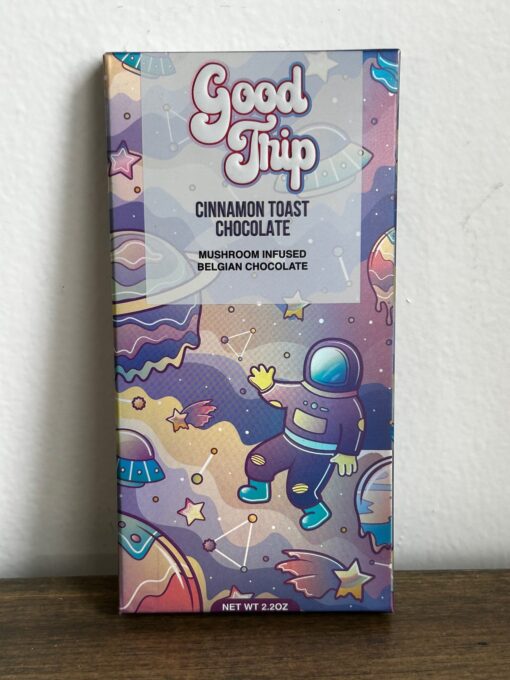 Good
Trip
CINNAMON TOAST
CHOCOLATE
MUSHROOM INFUSED
BELGIAN CHOCOLATE
NET WT 2.2OZ